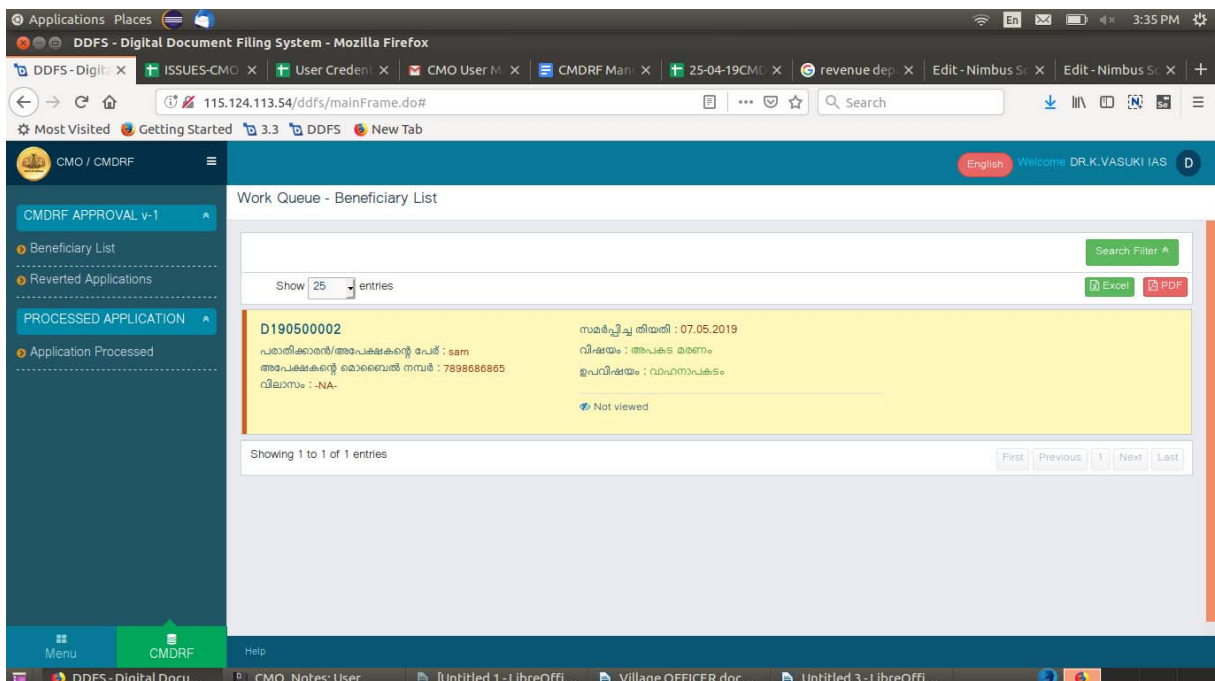 Applications Places En 3:35 PM
DDFS - Digital Document Filing System - Mozilla Firefox
DDFS - Digit ISSUES-CMO User Credent CMO User M CMDRF Man 25-04-19CMD revenue dep Edit - Nimbus Sc Edit - Nimbus Sc
115.124.113.54/ddfs/mainFrame.do# Search
Most Visited Getting Started 3.3 DDFS New Tab
CMO / CMDRF English Welcome DR.K.VASUKI IAS D
Work Queue - Beneficiary List
CMDRF APPROVAL v-1
Beneficiary List
Reverted Applications
PROCESSED APPLICATION
Application Processed
Search Filter
Show 25 entries Excel PDF
D190500002
പരാതിക്കാരൻ/അപേക്ഷകന്റെ പേര് : sam
അപേക്ഷകന്റെ മൊബൈൽ നമ്പർ : 7898686865
വിലാസം : -NA-
സമർപ്പിച്ച തിയതി : 07.05.2019
വിഷയം : അപകട മരണം
ഉപവിഷയം : വാഹനാപകടം
Not viewed
Showing 1 to 1 of 1 entries First Previous 1 Next Last
Menu CMDRF Help
DDFS - Digital Docu... CMO_Notes: User [Untitled 1 - LibreOffi... Village OFFICER.doc... Untitled 3 - LibreOffi...